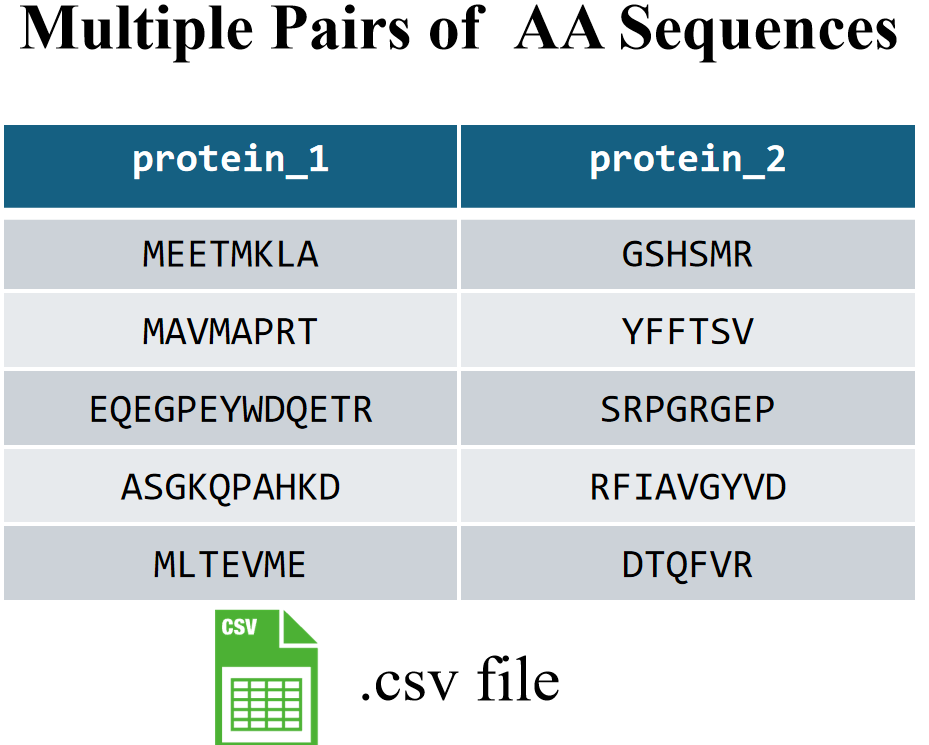 Multiple Pairs of AA Sequences
protein_1 protein_2
MEETMKLA GSHSMR
MAVMAPRT YFFTSV
EQEGPEYWDQETR SRPGRGEP
ASGKQPAHKD RFIAVGYVD
MLTEVME DTQFVR
CSV
.csv file